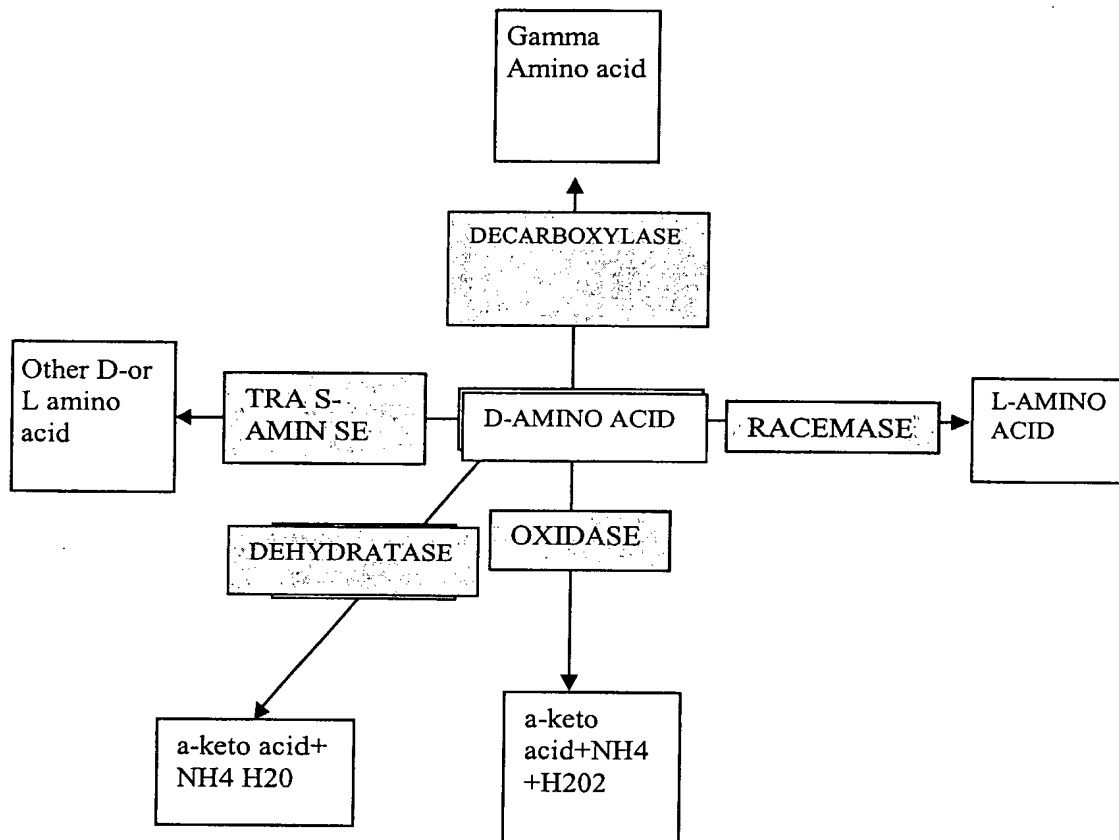 Gamma
Amino acid
DECARBOXYLASE
Other D-or
L amino
acid
TRA S-
AMIN SE
D-AMINO ACID
RACEMASE
L-AMINO
ACID
DEHYDRATASE
OXIDASE
a-keto acid+
NH4 H20
a-keto
acid+NH4
+H202